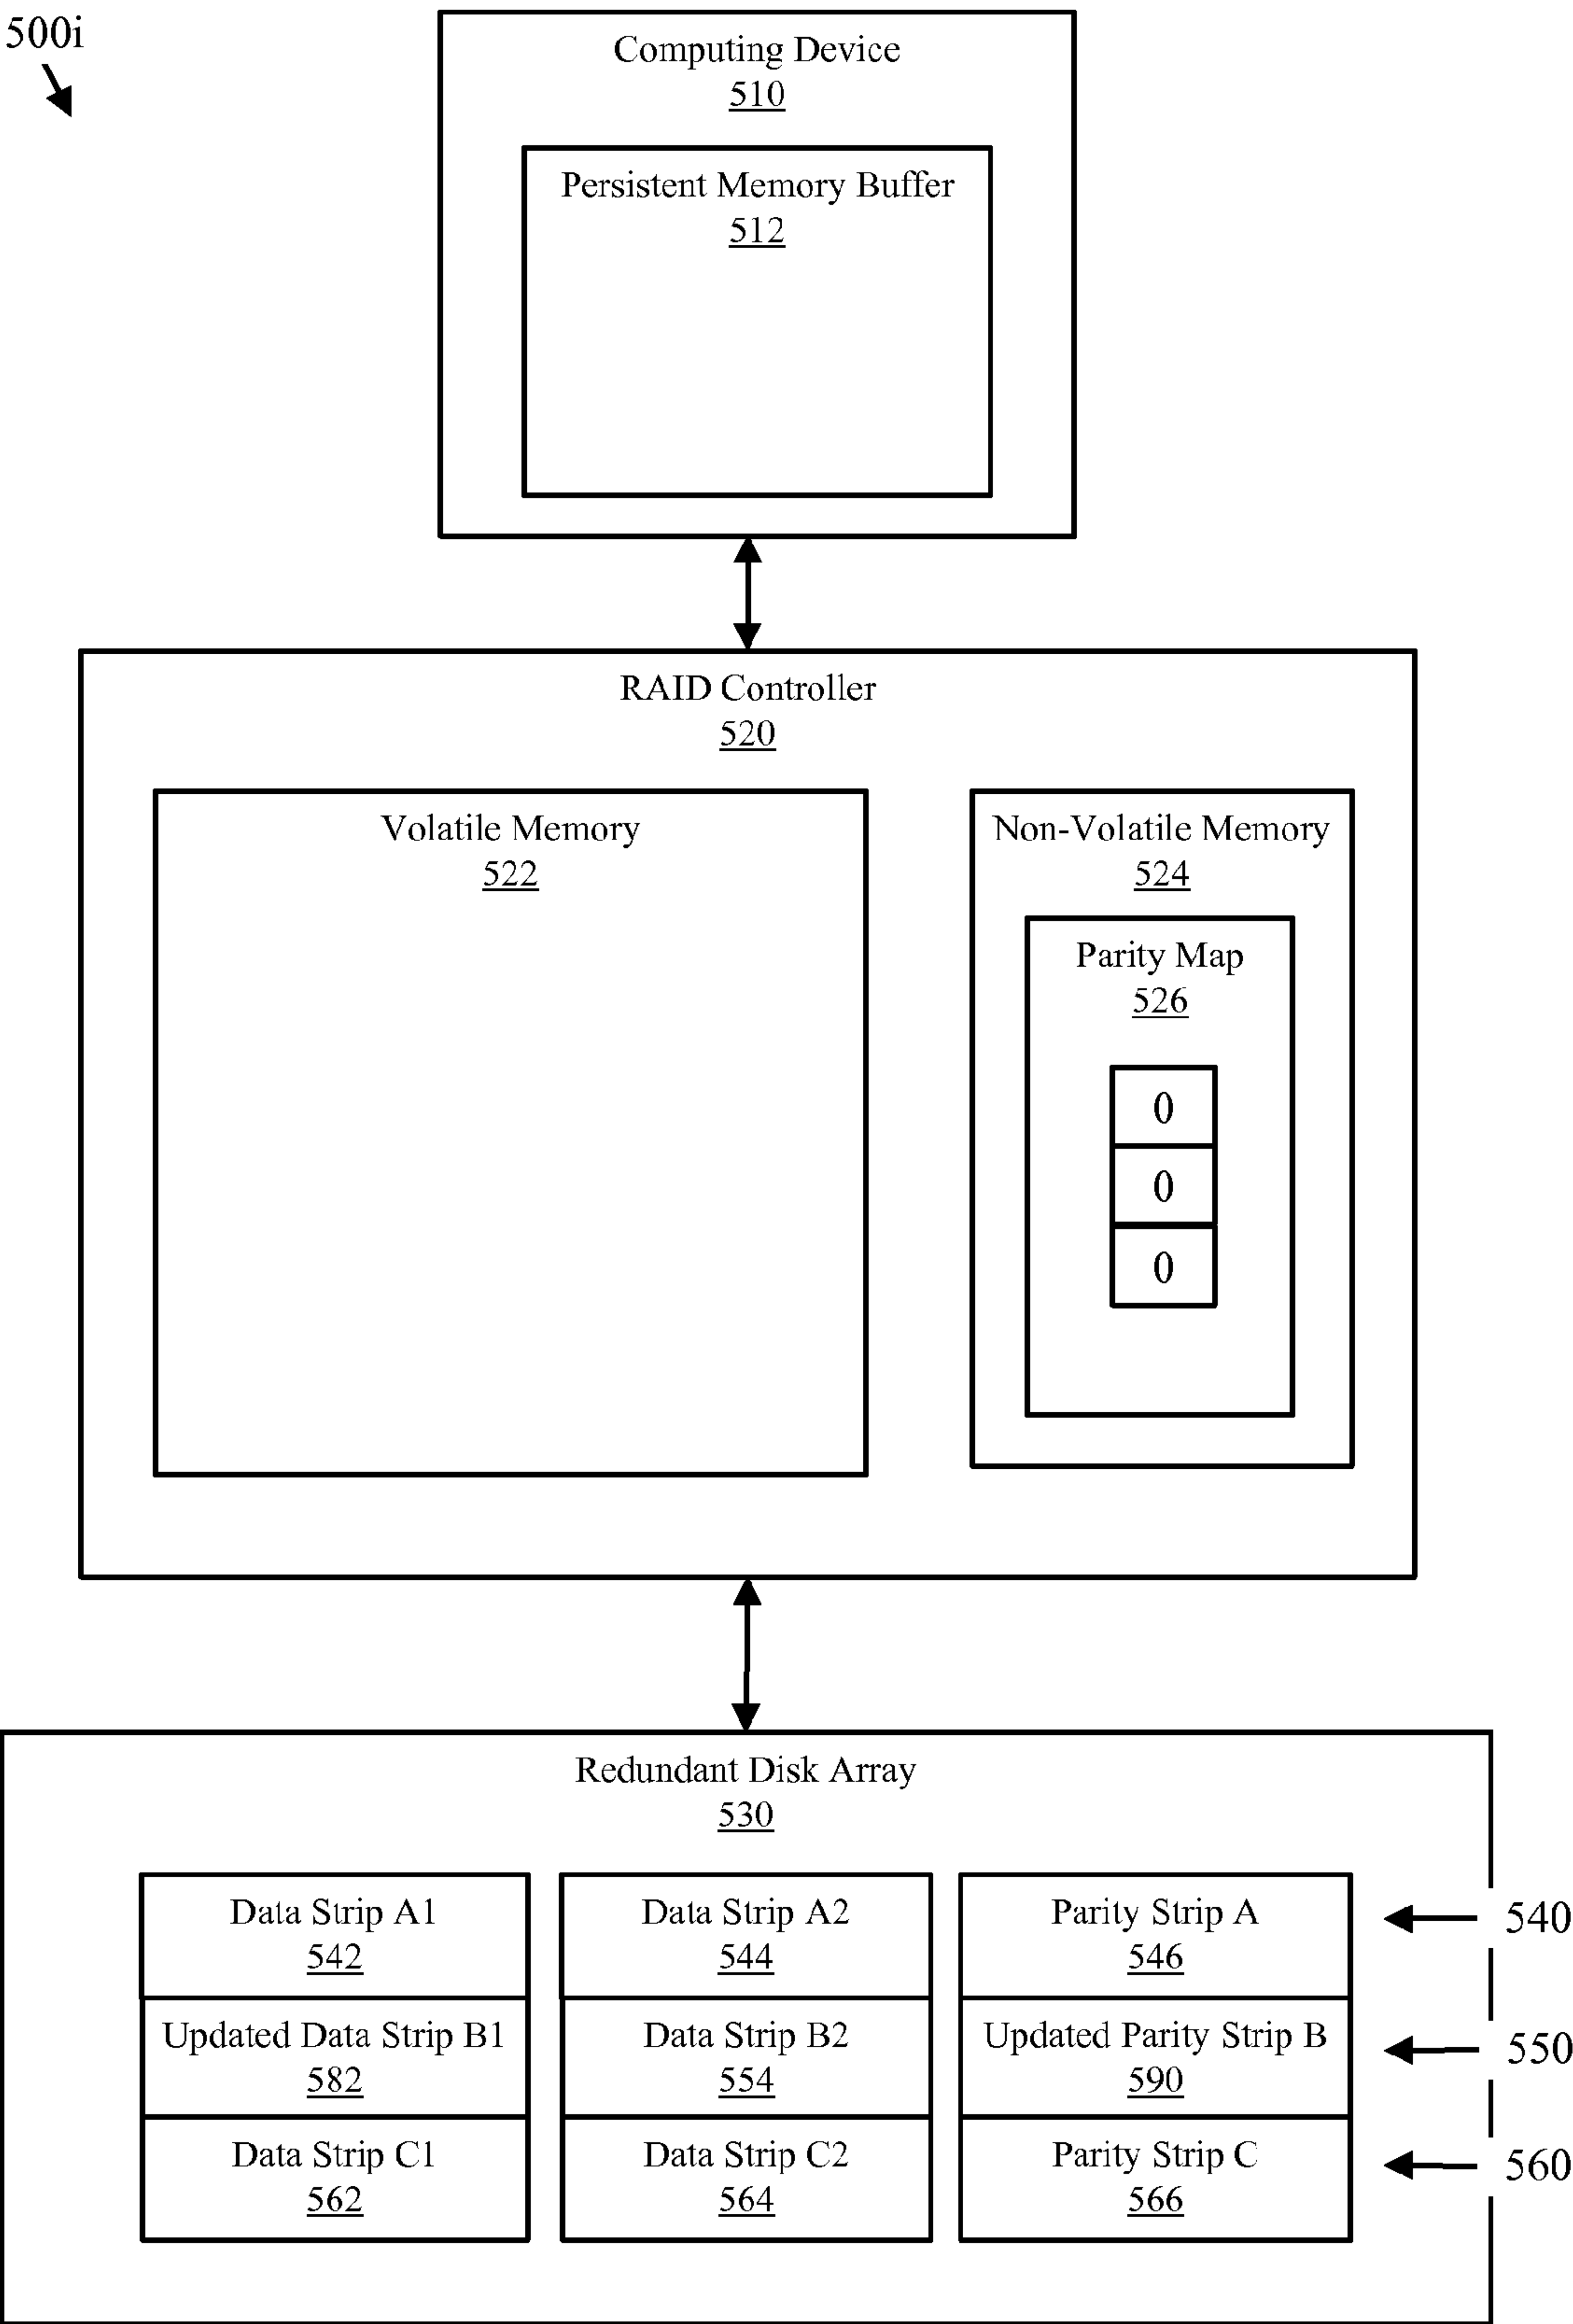 500i
Computing Device
510
Persistent Memory Buffer
512
RAID Controller
520
Volatile Memory
522
Non-Volatile Memory
524
Parity Map
526
0
0
0
Redundant Disk Array
530
Data Strip A1
542
Data Strip A2
544
Parity Strip A
546
540
Updated Data Strip B1
582
Data Strip B2
554
Updated Parity Strip B
590
550
Data Strip C1
562
Data Strip C2
564
Parity Strip C
566
560